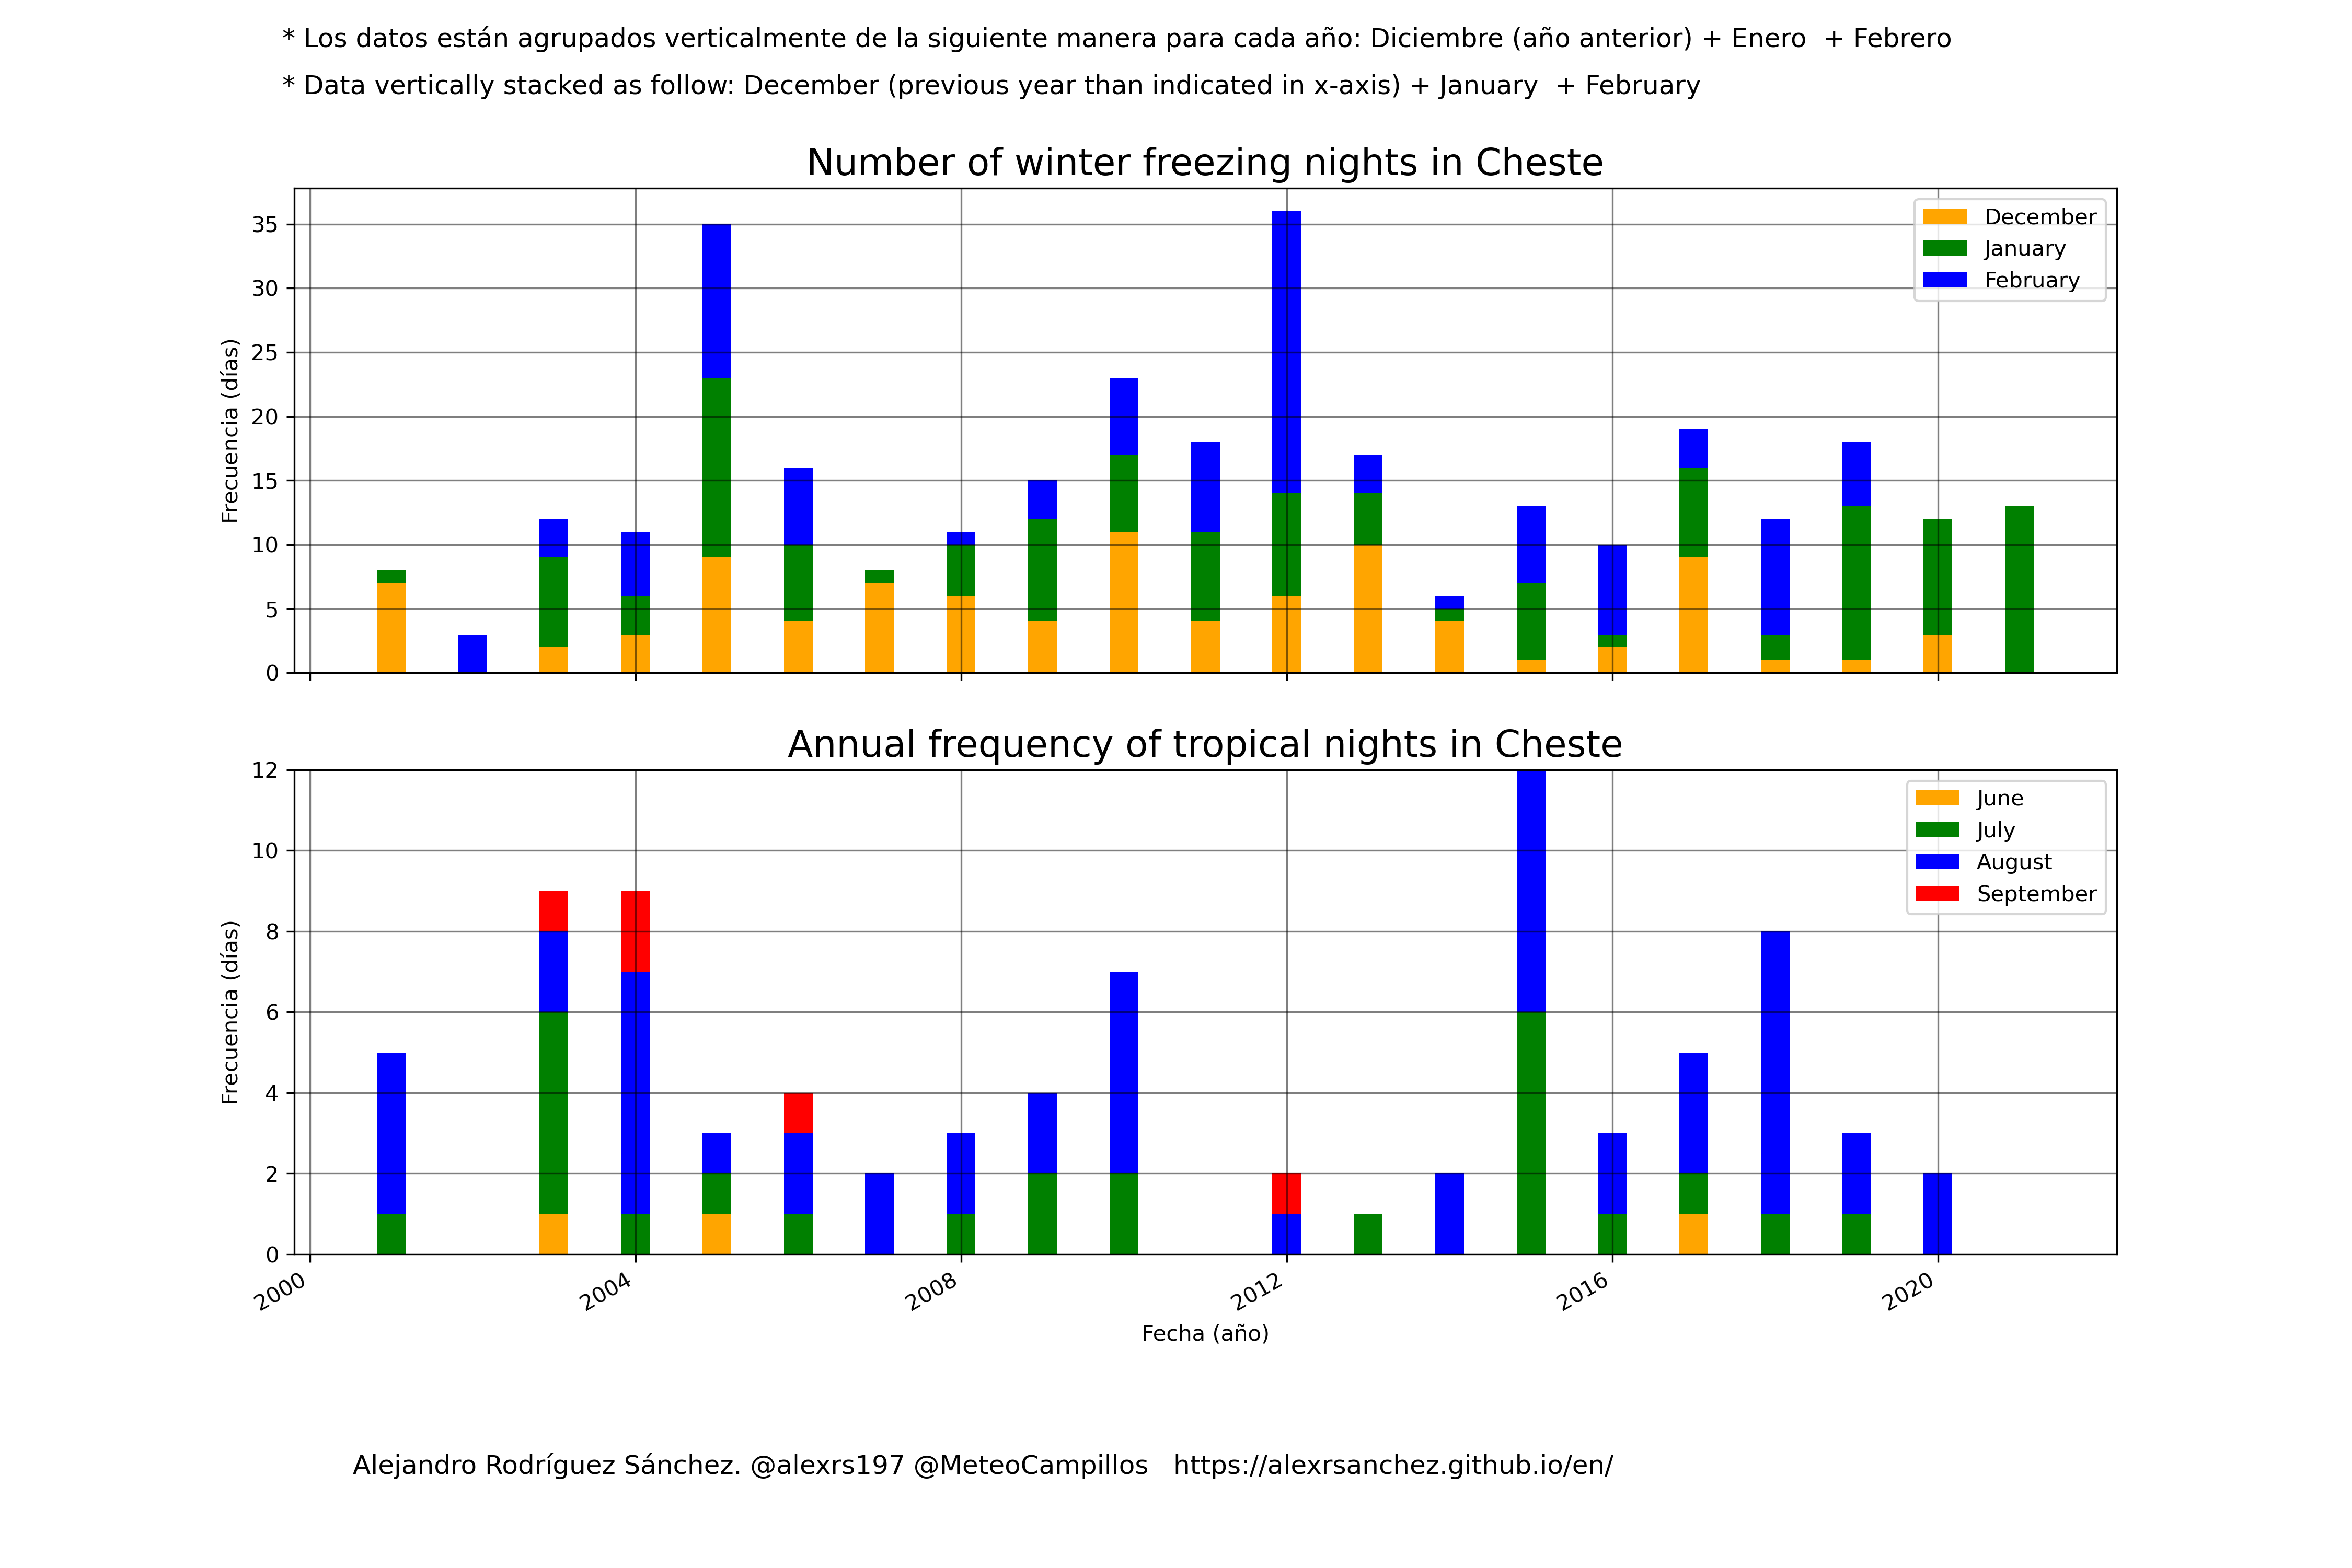 * Los datos están agrupados verticalmente de la siguiente manera para cada año: Diciembre (año anterior) + Enero  + Febrero
* Data vertically stacked as follow: December (previous year than indicated in x-axis) + January  + February
Number of winter freezing nights in Cheste
35
30
25
20
15
10
5
0
Frecuencia (días)
December
January
February
Annual frequency of tropical nights in Cheste
12
10
8
6
4
2
0
Frecuencia (días)
June
July
August
September
2000
2004
2008
2012
2016
2020
Fecha (año)
Alejandro Rodríguez Sánchez. @alexrs197 @MeteoCampillos   https://alexrsanchez.github.io/en/